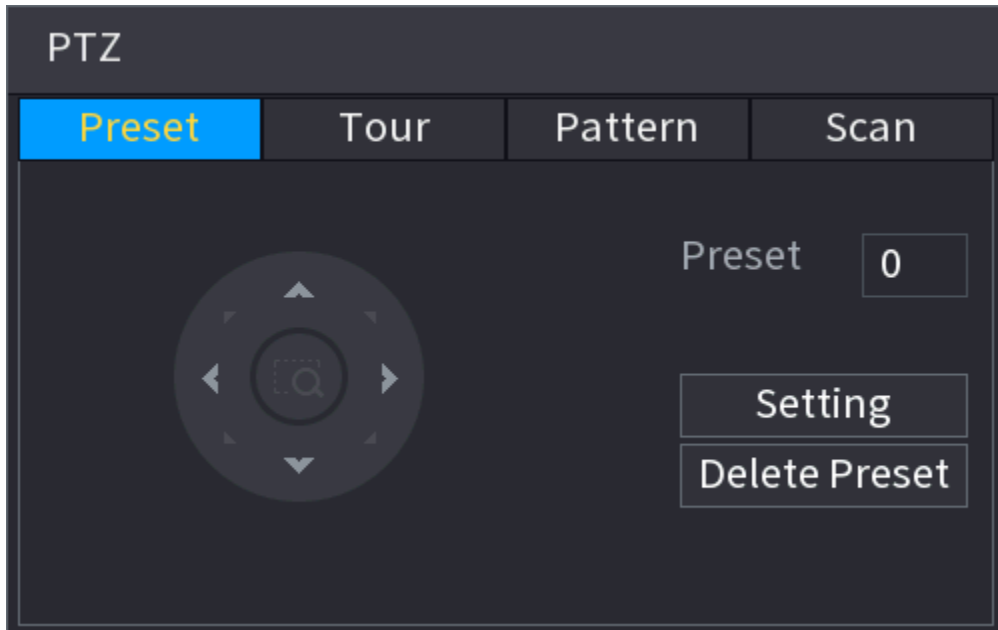 PTZ
Preset Tour Pattern Scan
Preset 0
Setting
Delete Preset